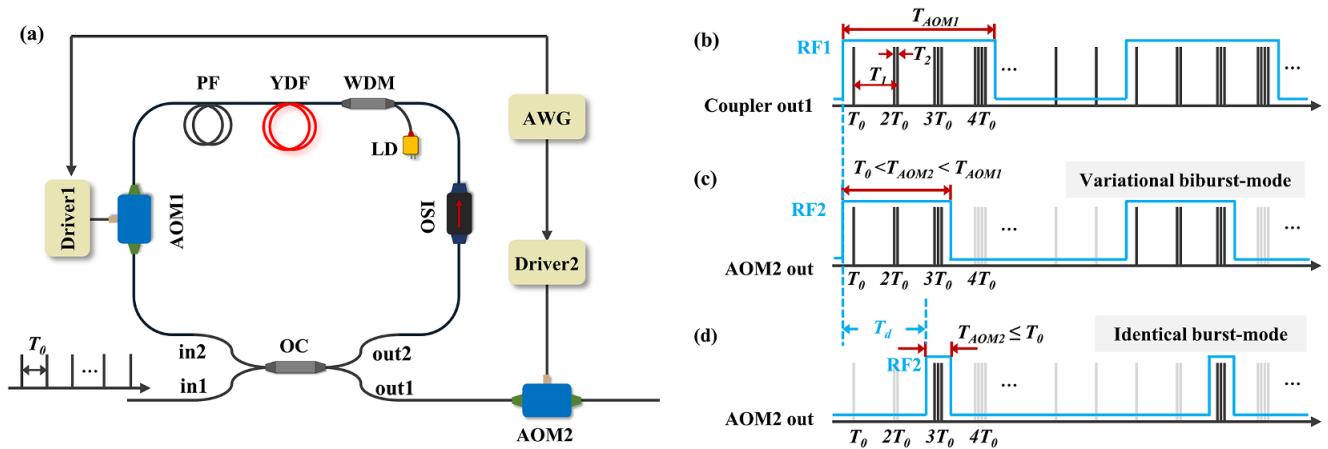 (a)
PF
YDF
WDM
LD
AWG
Driver1
AOM1
OSI
Driver2
T0
in2
in1
OC
out2
out1
AOM2
(b)
RF1
TAOM1
T1
T2
...
...
Coupler out1
T0 2T0 3T0 4T0
(c)
T0 <TAOM2 < TAOM1
Variational biburst-mode
RF2
...
...
AOM2 out
T0 2T0 3T0 4T0
(d)
Td
TAOM2 ≤ T0
Identical burst-mode
RF2
...
...
AOM2 out
T0 2T0 3T0 4T0